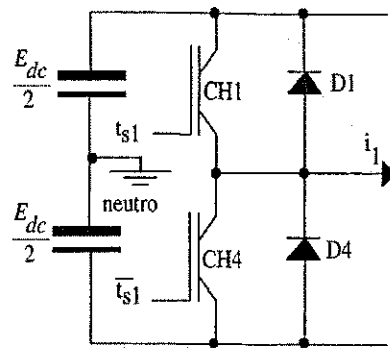 E_dc/2
CH1
D1
t_s1
i_1
neutro
E_dc/2
CH4
D4
t̅_s1